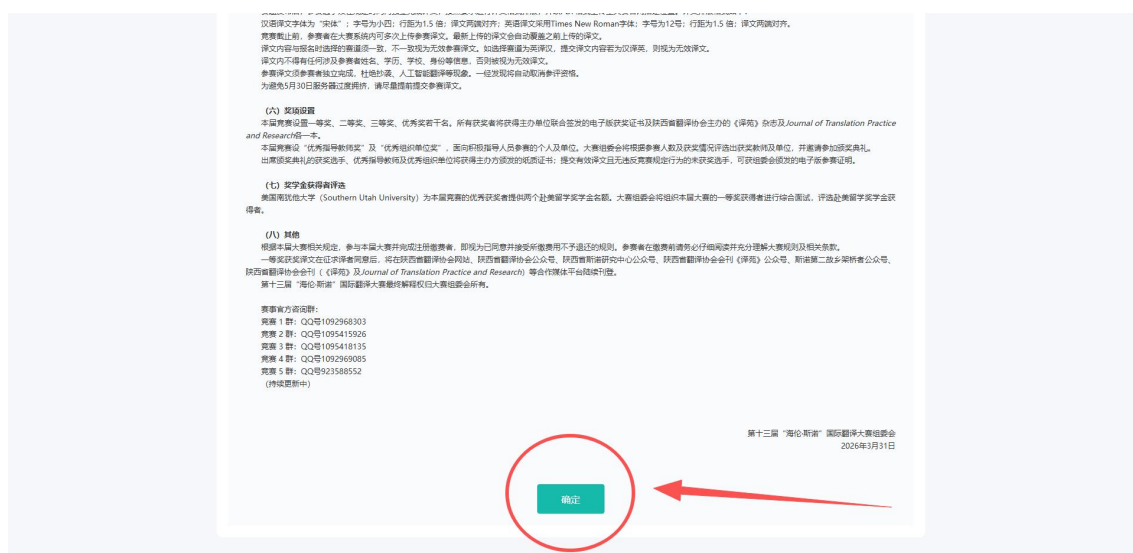 汉语译文字体为“宋体”；字号为小四；行距为1.5 倍；译文两端对齐；英语译文采用Times New Roman字体；字号为12号；行距为1.5 倍；译文两端对齐。
竞赛截止前，参赛者在大赛系统内可多次上传参赛译文。最新上传的译文会自动覆盖之前上传的译文。
译文内容与报名时选择的赛道须一致，不一致视为无效参赛译文。如选择赛道为英译汉，提交译文内容若为汉译英，则视为无效译文。
译文内不得有任何涉及参赛者姓名、学历、学校、身份等信息，否则被视为无效译文。
参赛译文须参赛者独立完成，杜绝抄袭、人工智能翻译等现象。一经发现将自动取消参评资格。
为避免5月30日服务器过度拥挤，请尽量提前提交参赛译文。
（六）奖项设置
本届竞赛设置一等奖、二等奖、三等奖、优秀奖若干名。所有获奖者将获得主办单位联合签发的电子版获奖证书及陕西省翻译协会主办的《译苑》杂志及Journal of Translation Practice
and Research各一本。
本届竞赛设“优秀指导教师奖”及“优秀组织单位奖”，面向积极指导人员参赛的个人及单位。大赛组委会将根据参赛人数及获奖情况评选出获奖教师及单位，并邀请参加颁奖典礼。
出席颁奖典礼的获奖选手、优秀指导教师及优秀组织单位将获得主办方颁发的纸质证书；提交有效译文且无违反竞赛规定行为的未获奖选手，可获组委会颁发的电子版参赛证明。
（七）奖学金获得者评选
美国南犹他大学（Southern Utah University）为本届竞赛的优秀获奖者提供两个赴美留学奖学金名额。大赛组委会将组织本届大赛的一等奖获得者进行综合面试，评选赴美留学奖学金获
得者。
（八）其他
根据本届大赛相关规定，参与本届大赛并完成注册缴费者，即视为已同意并接受所缴费用不予退还的规则。参赛者在缴费前请务必仔细阅读并充分理解大赛规则及相关条款。
一等奖获奖译文在征求译者同意后，将在陕西省翻译协会网站、陕西省翻译协会公众号、陕西省斯诺研究中心公众号、陕西省翻译协会会刊《译苑》公众号、斯诺第二故乡架桥者公众号、
陕西省翻译协会会刊（《译苑》及Journal of Translation Practice and Research）等合作媒体平台陆续刊登。
第十三届“海伦·斯诺”国际翻译大赛最终解释权归大赛组委会所有。
赛事官方咨询群：
竞赛 1 群：QQ号1092968303
竞赛 2 群：QQ号1095415926
竞赛 3 群：QQ号1095418135
竞赛 4 群：QQ号1092969085
竞赛 5 群：QQ号923588552
（持续更新中）
第十三届“海伦·斯诺”国际翻译大赛组委会
2026年3月31日
确定